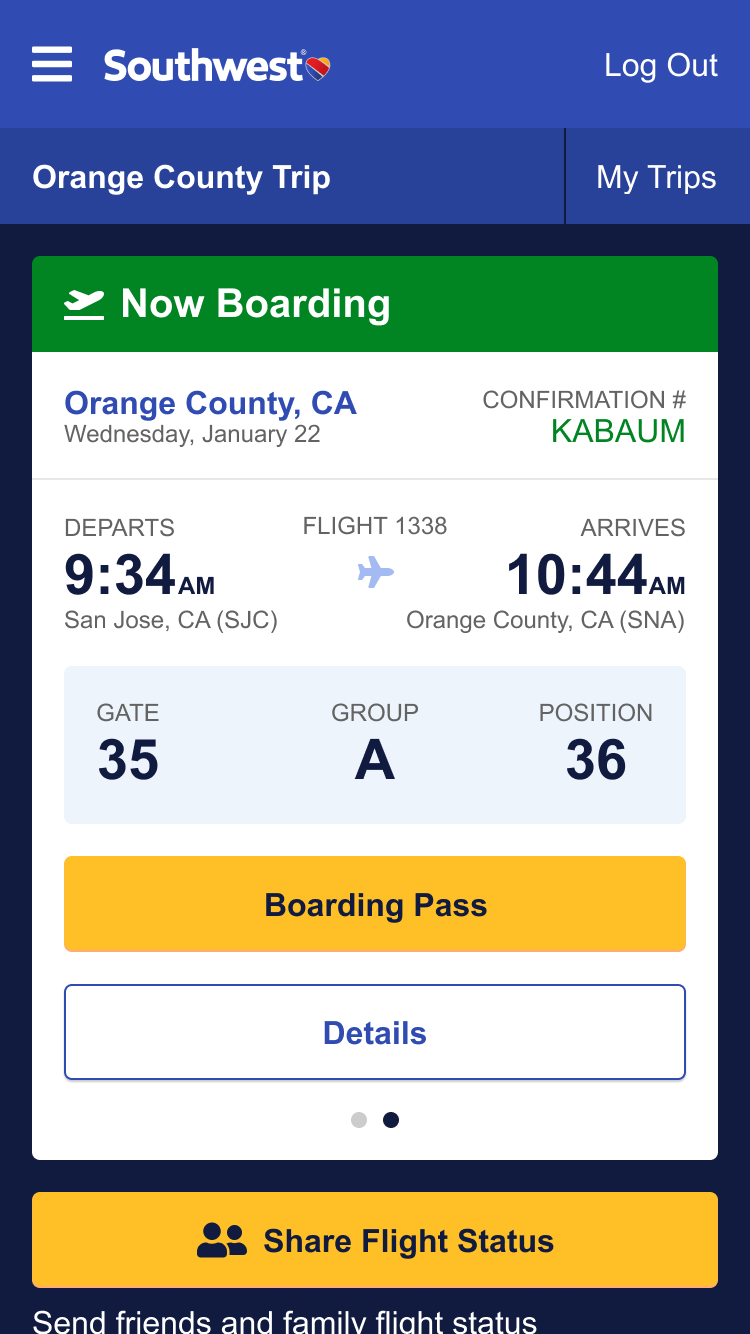 Southwest® Log Out
Orange County Trip My Trips
Now Boarding
Orange County, CA CONFIRMATION #
Wednesday, January 22 KABAUM
DEPARTS FLIGHT 1338 ARRIVES
9:34AM 10:44AM
San Jose, CA (SJC) Orange County, CA (SNA)
GATE GROUP POSITION
35 A 36
Boarding Pass
Details
Share Flight Status
Send friends and family flight status